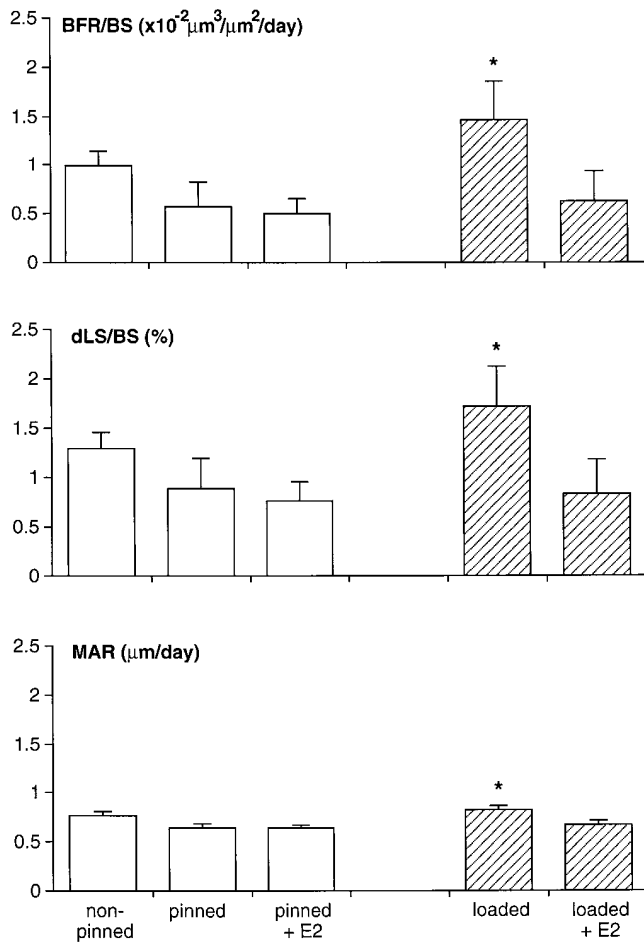 BFR/BS (x10⁻²μm³/μm²/day)
2.5
2
1.5
1
0.5
0
*
dLS/BS (%)
2.5
2
1.5
1
0.5
0
*
MAR (μm/day)
2.5
2
1.5
1
0.5
0
*
non-
pinned
pinned
pinned
+ E2
loaded
loaded
+ E2